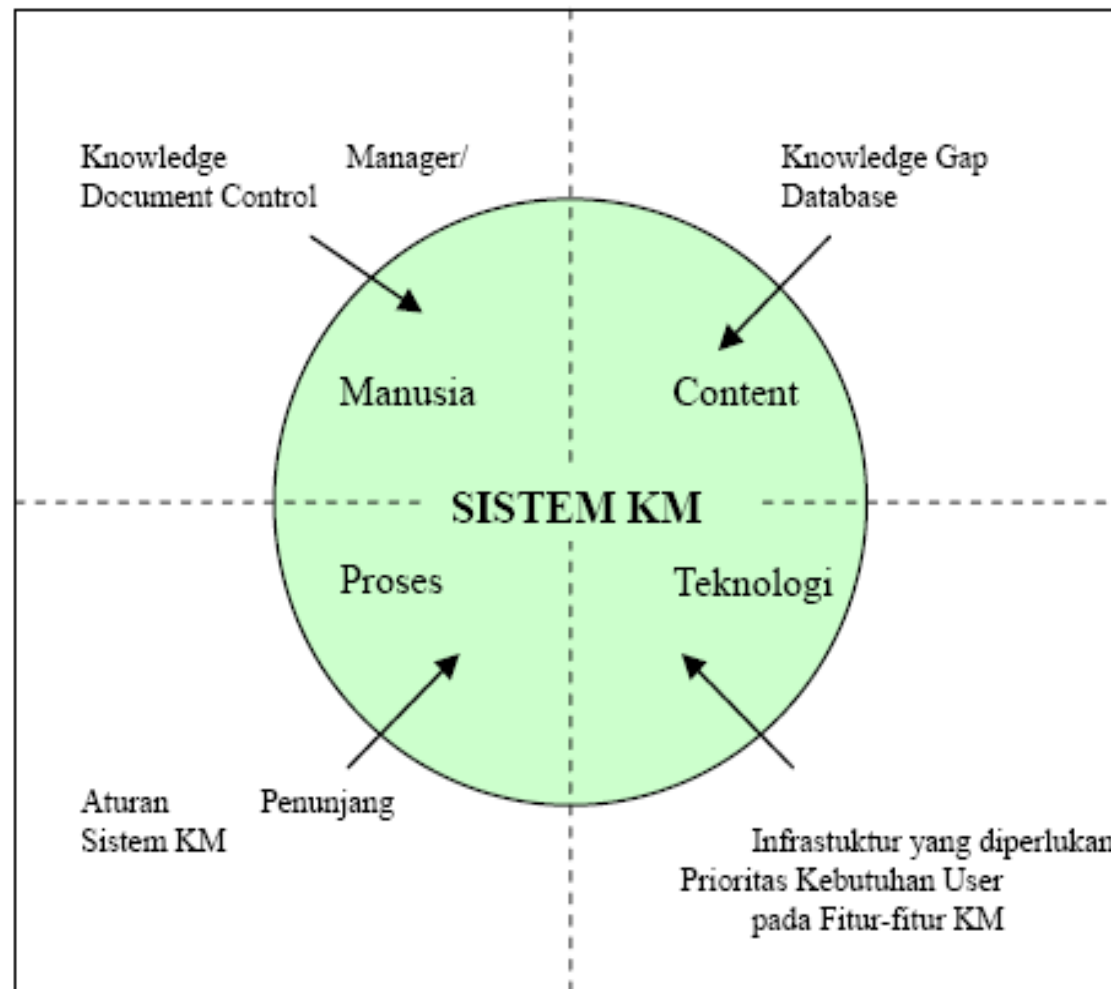 Knowledge Manager/
Document Control
Knowledge Gap
Database
Manusia
Content
SISTEM KM
Proses
Teknologi
Aturan Penunjang
Sistem KM
Infrastuktur yang diperlukan
Prioritas Kebutuhan User
pada Fitur-fitur KM